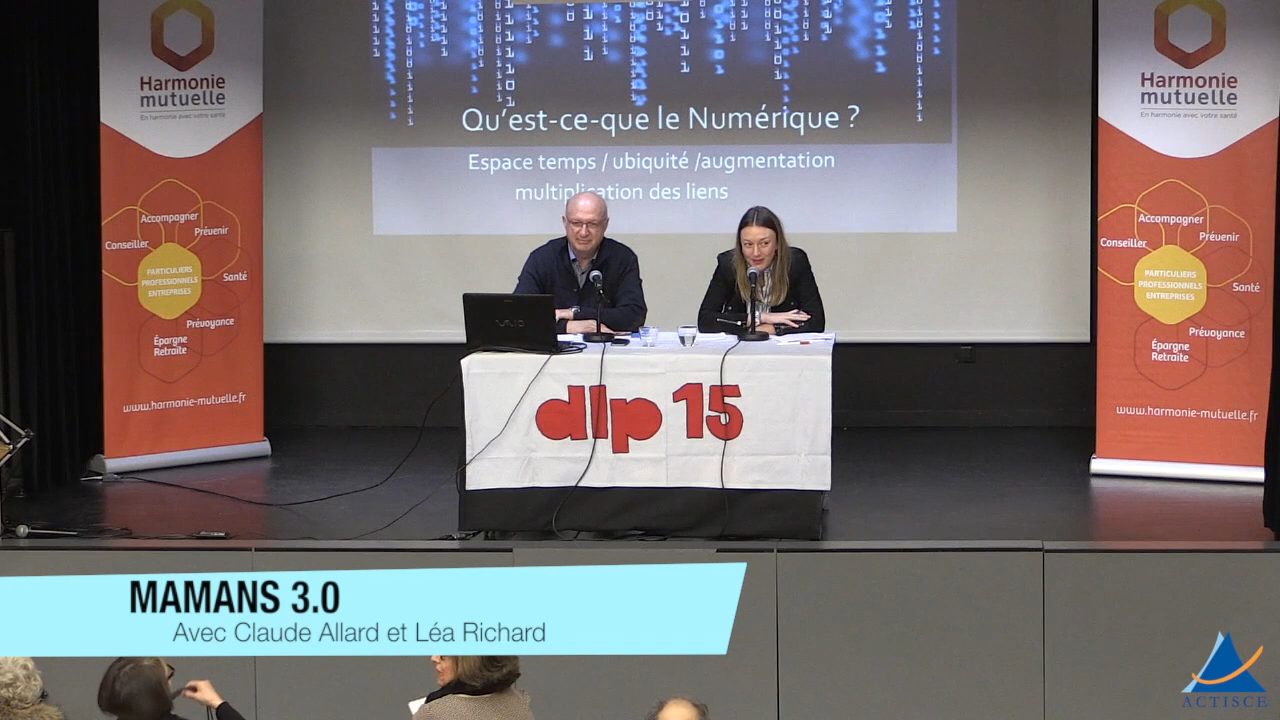 Harmonie
mutuelle
En harmonie avec votre santé
Accompagner
Conseiller
Prévenir
PARTICULIERS
PROFESSIONNELS
ENTREPRISES
Santé
Prévoyance
Épargne
Retraite
www.harmonie-mutuelle.fr
Qu'est-ce-que le Numérique ?
Espace temps / ubiquité /augmentation
multiplication des liens
Harmonie
mutuelle
En harmonie avec votre santé
Accompagner
Conseiller
Prévenir
PARTICULIERS
PROFESSIONNELS
ENTREPRISES
Santé
Prévoyance
Épargne
Retraite
www.harmonie-mutuelle.fr
VAIO
dlp 15
MAMANS 3.0
Avec Claude Allard et Léa Richard
ACTISCE